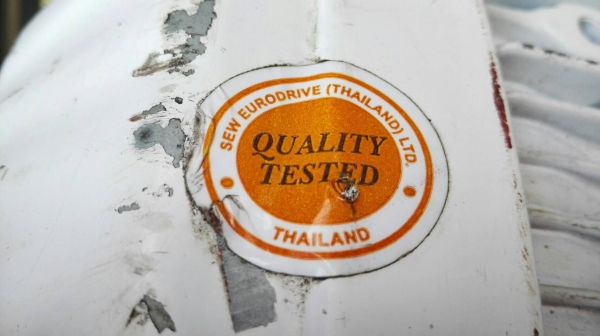 SEW EURODRIVE (THAILAND) LTD.
QUALITY
TESTED
THAILAND